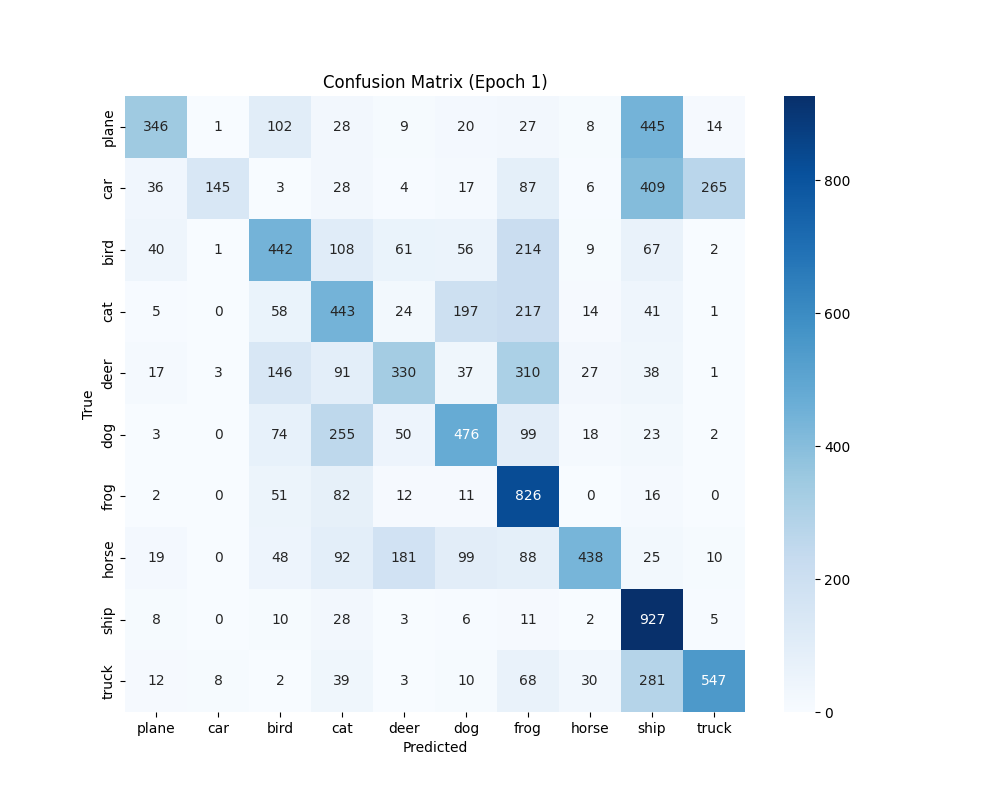 Confusion Matrix (Epoch 1)
plane 346 1 102 28 9 20 27 8 445 14
car 36 145 3 28 4 17 87 6 409 265
bird 40 1 442 108 61 56 214 9 67 2
cat 5 0 58 443 24 197 217 14 41 1
deer 17 3 146 91 330 37 310 27 38 1
dog 3 0 74 255 50 476 99 18 23 2
frog 2 0 51 82 12 11 826 0 16 0
horse 19 0 48 92 181 99 88 438 25 10
ship 8 0 10 28 3 6 11 2 927 5
truck 12 8 2 39 3 10 68 30 281 547
plane car bird cat deer dog frog horse ship truck
Predicted
True
800
600
400
200
0